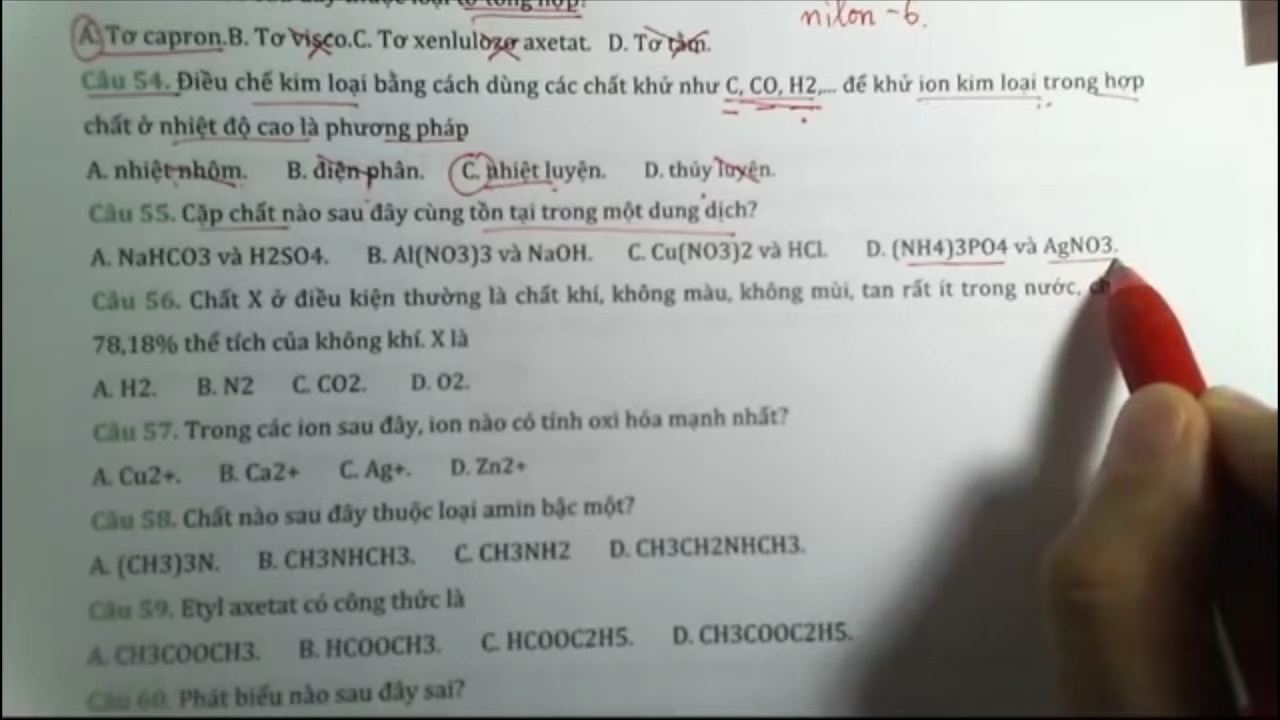 sau đây thuộc loại tơ tổng hợp?
nilon -6.
A. Tơ capron.B. Tơ visco.C. Tơ xenlulozơ axetat. D. Tơ tằm.
Câu 54. Điều chế kim loại bằng cách dùng các chất khử như C, CO, H2,... để khử ion kim loại trong hợp
chất ở nhiệt độ cao là phương pháp
A. nhiệt nhôm. B. điện phân. C. nhiệt luyện. D. thủy luyện.
Câu 55. Cặp chất nào sau đây cùng tồn tại trong một dung dịch?
A. NaHCO3 và H2SO4. B. Al(NO3)3 và NaOH. C. Cu(NO3)2 và HCl. D. (NH4)3PO4 và AgNO3.
Câu 56. Chất X ở điều kiện thường là chất khí, không màu, không mùi, tan rất ít trong nước,
78,18% thể tích của không khí. X là
A. H2. B. N2 C. CO2. D. O2.
Câu 57. Trong các ion sau đây, ion nào có tính oxi hóa mạnh nhất?
A. Cu2+. B. Ca2+ C. Ag+. D. Zn2+
Câu 58. Chất nào sau đây thuộc loại amin bậc một?
A. (CH3)3N. B. CH3NHCH3. C. CH3NH2 D. CH3CH2NHCH3.
Câu 59. Etyl axetat có công thức là
A. CH3COOCH3. B. HCOOCH3. C. HCOOC2H5. D. CH3COOC2H5.
Câu 60. Phát biểu nào sau đây sai?